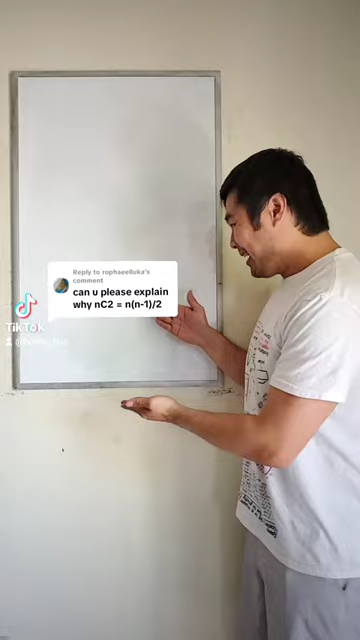 Reply to rophaeelluka's
comment
can u please explain
why nC2 = n(n-1)/2
TikTok